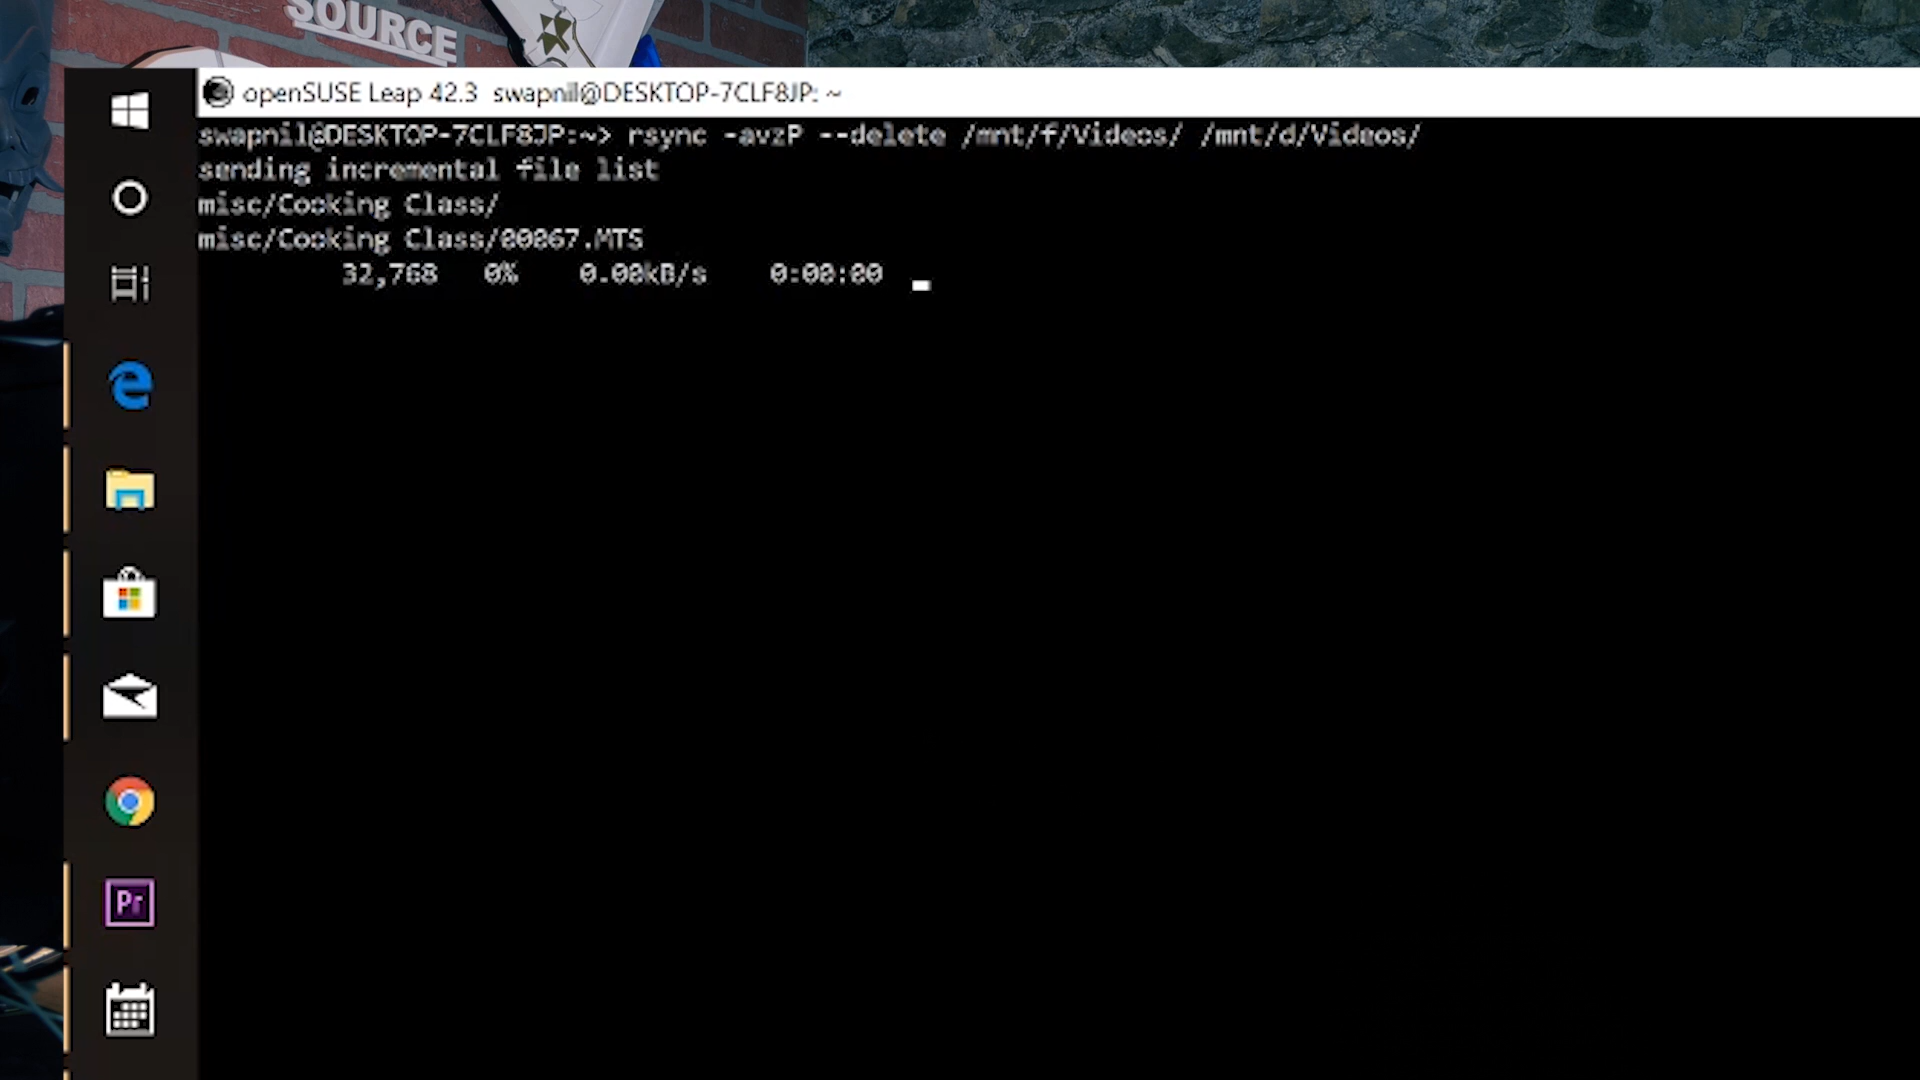 SOURCE
openSUSE Leap 42.3 swapnil@DESKTOP-7CLF8JP: ~
swapnil@DESKTOP-7CLF8JP:~> rsync -avzP --delete /mnt/f/Videos/ /mnt/d/Videos/
sending incremental file list
misc/Cooking Class/
misc/Cooking Class/00067.MTS
32,768 0% 0.00kB/s 0:00:00
Pr